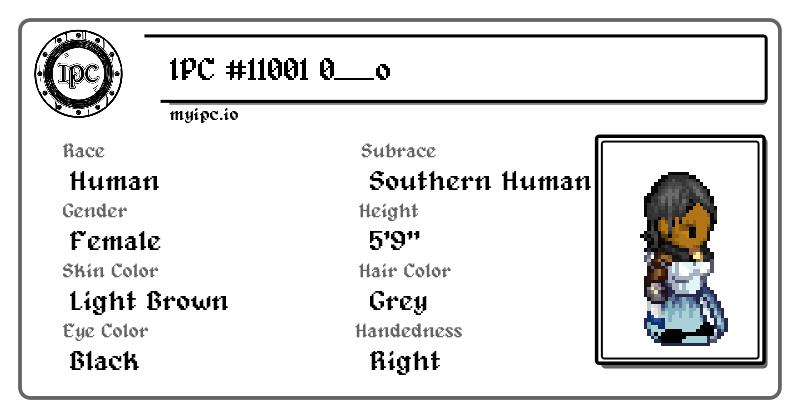 IPC
IPC #11001 0__o
myipc.io
Race
Subrace
Human
Southern Human
Gender
Height
Female
5'9"
Skin Color
Hair Color
Light Brown
Grey
Eye Color
Handedness
Black
Right